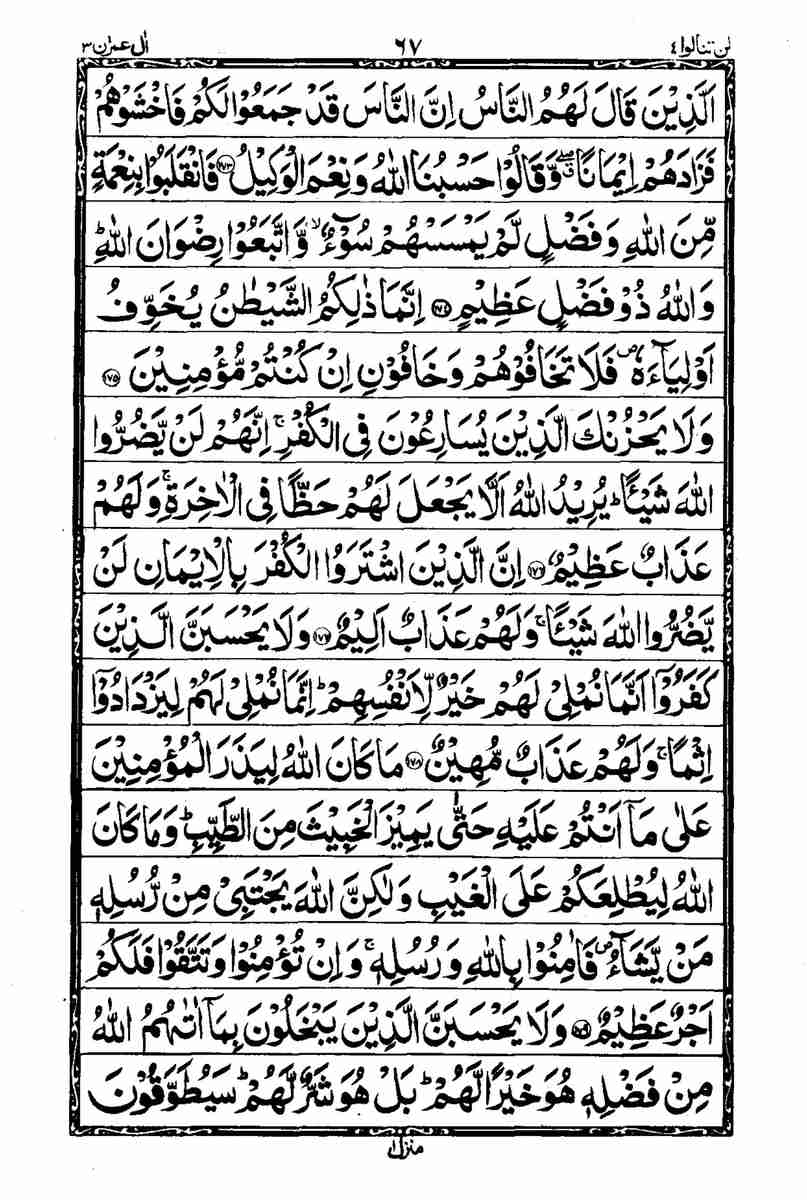 لن تنالوا ٤ ٦٧ اٰل عمرٰن ٣
اَلَّذِيْنَ قَالَ لَهُمُ النَّاسُ اِنَّ النَّاسَ قَدْ جَمَعُوْا لَكُمْ فَاخْشَوْهُمْ
فَزَادَهُمْ اِيْمَانًا ۖۗ وَّقَالُوْا حَسْبُنَا اللّٰهُ وَنِعْمَ الْوَكِيْلُ ﴿۱۷۳﴾ فَانْقَلَبُوْا بِنِعْمَةٍ
مِّنَ اللّٰهِ وَفَضْلٍ لَّمْ يَمْسَسْهُمْ سُوْٓءٌ ۙ وَّاتَّبَعُوْا رِضْوَانَ اللّٰهِ ؕ
وَاللّٰهُ ذُوْ فَضْلٍ عَظِيْمٍ ﴿۱۷۴﴾ اِنَّمَا ذٰلِكُمُ الشَّيْطٰنُ يُخَوِّفُ
اَوْلِيَآءَهٗ ۪ فَلَا تَخَافُوْهُمْ وَخَافُوْنِ اِنْ كُنْتُمْ مُّؤْمِنِيْنَ ﴿۱۷۵﴾
وَلَا يَحْزُنْكَ الَّذِيْنَ يُسَارِعُوْنَ فِى الْكُفْرِ ۚ اِنَّهُمْ لَنْ يَّضُرُّوا
اللّٰهَ شَيْئًا ؕ يُرِيْدُ اللّٰهُ اَلَّا يَجْعَلَ لَهُمْ حَظًّا فِى الْاٰخِرَةِ ۚ وَلَهُمْ
عَذَابٌ عَظِيْمٌ ﴿۱۷۶﴾ اِنَّ الَّذِيْنَ اشْتَرَوُا الْكُفْرَ بِالْاِيْمَانِ لَنْ
يَّضُرُّوا اللّٰهَ شَيْئًا ۚ وَلَهُمْ عَذَابٌ اَلِيْمٌ ﴿۱۷۷﴾ وَلَا يَحْسَبَنَّ الَّذِيْنَ
كَفَرُوْٓا اَنَّمَا نُمْلِىْ لَهُمْ خَيْرٌ لِّاَنْفُسِهِمْ ؕ اِنَّمَا نُمْلِىْ لَهُمْ لِيَزْدَادُوْٓا
اِثْمًا ۚ وَلَهُمْ عَذَابٌ مُّهِيْنٌ ﴿۱۷۸﴾ مَا كَانَ اللّٰهُ لِيَذَرَ الْمُؤْمِنِيْنَ
عَلٰى مَآ اَنْتُمْ عَلَيْهِ حَتّٰى يَمِيْزَ الْخَبِيْثَ مِنَ الطَّيِّبِ ؕ وَمَا كَانَ
اللّٰهُ لِيُطْلِعَكُمْ عَلَى الْغَيْبِ وَلٰكِنَّ اللّٰهَ يَجْتَبِىْ مِنْ رُّسُلِهٖ
مَنْ يَّشَآءُ ۪ فَاٰمِنُوْا بِاللّٰهِ وَرُسُلِهٖ ۚ وَاِنْ تُؤْمِنُوْا وَتَتَّقُوْا فَلَكُمْ
اَجْرٌ عَظِيْمٌ ﴿۱۷۹﴾ وَلَا يَحْسَبَنَّ الَّذِيْنَ يَبْخَلُوْنَ بِمَآ اٰتٰىهُمُ اللّٰهُ
مِنْ فَضْلِهٖ هُوَ خَيْرًا لَّهُمْ ؕ بَلْ هُوَ شَرٌّ لَّهُمْ ؕ سَيُطَوَّقُوْنَ
منزل ۱